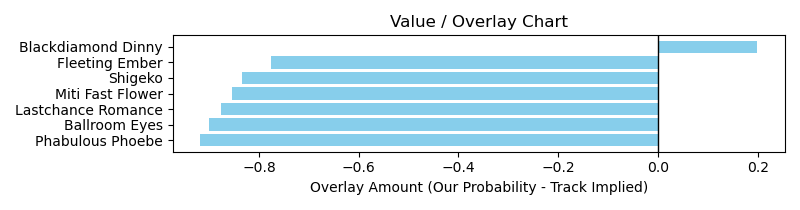 Value / Overlay Chart
Blackdiamond Dinny
Fleeting Ember
Shigeko
Miti Fast Flower
Lastchance Romance
Ballroom Eyes
Phabulous Phoebe
−0.8 −0.6 −0.4 −0.2 0.0 0.2
Overlay Amount (Our Probability - Track Implied)